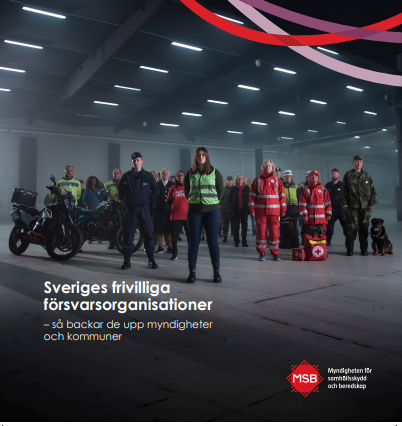 Sveriges frivilliga
försvarsorganisationer
– så backar de upp myndigheter
och kommuner
MSB
Myndigheten för
samhällsskydd
och beredskap